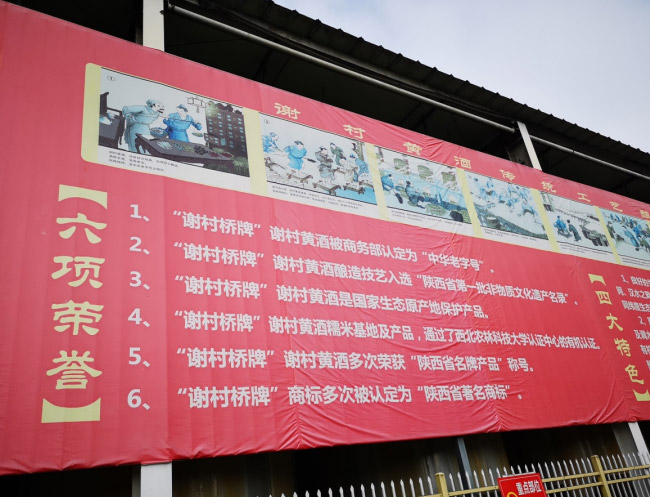 谢村黄酒传统工艺
【六项荣誉】
1、“谢村桥牌”谢村黄酒被商务部认定为“中华老字号”。
2、“谢村桥牌”谢村黄酒酿造技艺入选“陕西省第一批非物质文化遗产名录”。
3、“谢村桥牌”谢村黄酒是国家生态原产地保护产品。
4、“谢村桥牌”谢村黄酒糯米基地及产品，通过了西北农林科技大学认证中心的有机认证。
5、“谢村桥牌”谢村黄酒多次荣获“陕西省名牌产品”称号。
6、“谢村桥牌”商标多次被认定为“陕西省著名商标”。
【四大特色】
重点部位